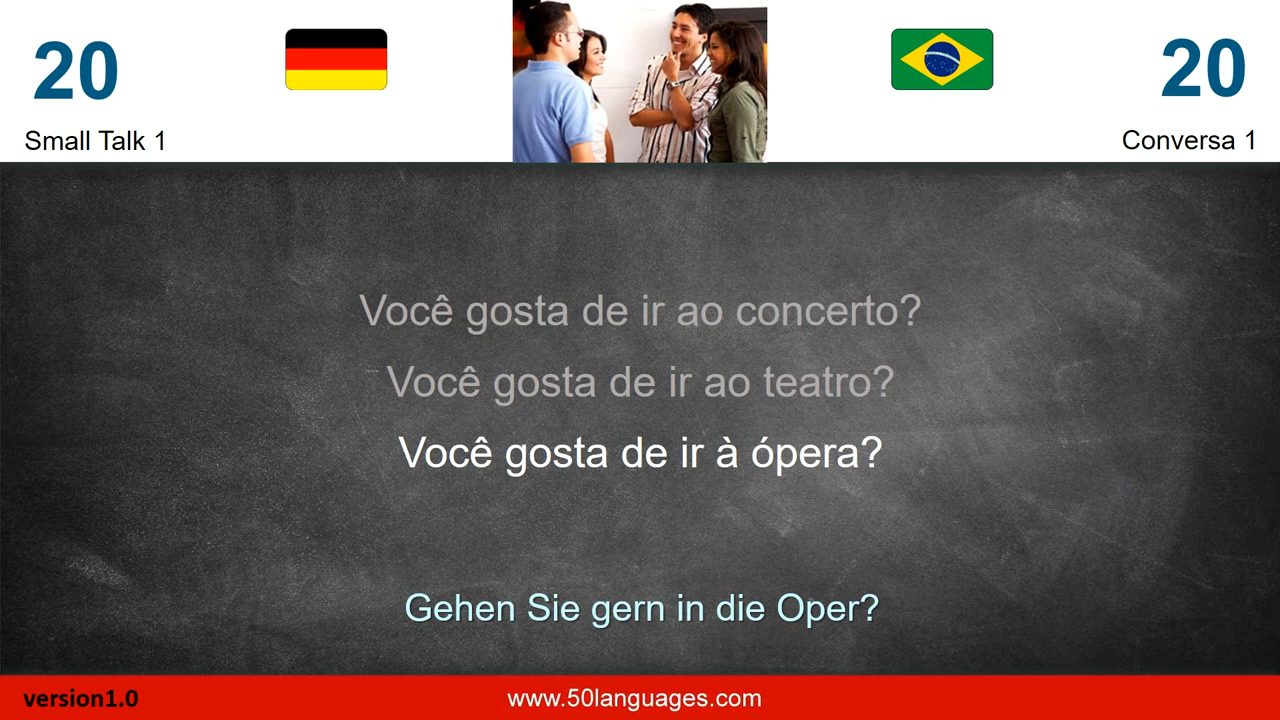 20
20
Small Talk 1
Conversa 1
Você gosta de ir ao concerto?
Você gosta de ir ao teatro?
Você gosta de ir à ópera?
Gehen Sie gern in die Oper?
version1.0
www.50languages.com